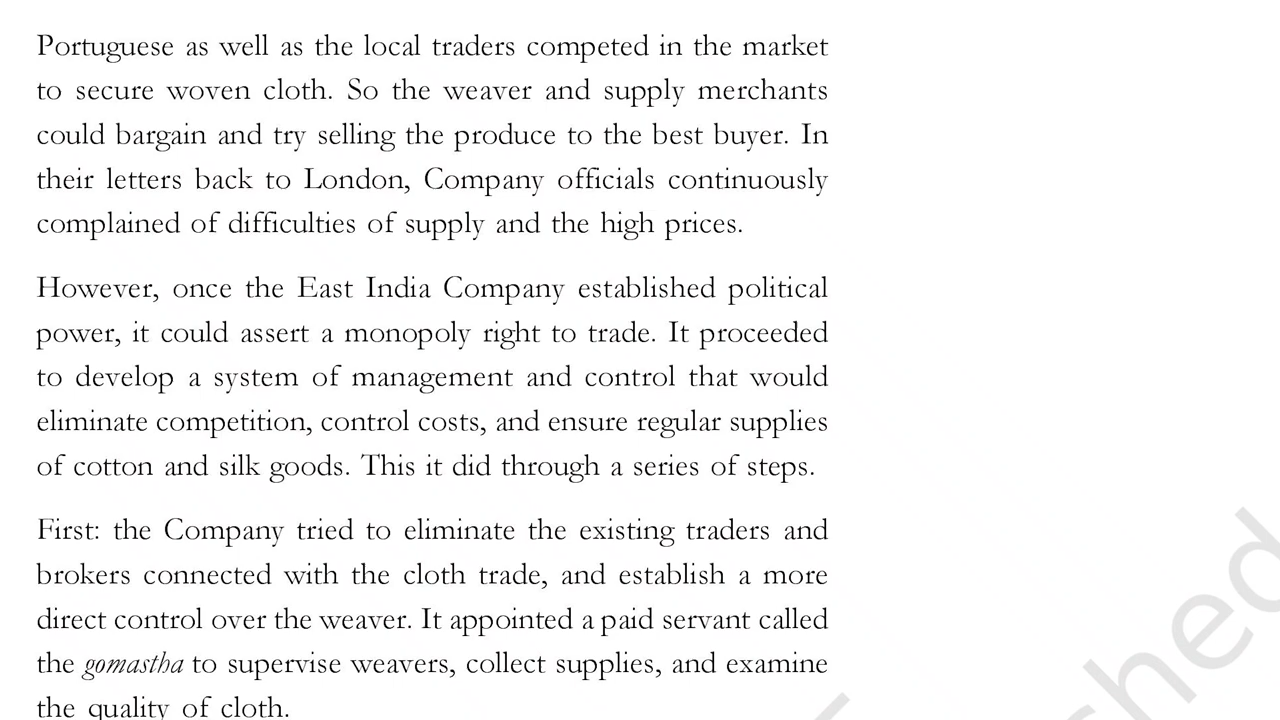 Portuguese as well as the local traders competed in the market
to secure woven cloth. So the weaver and supply merchants
could bargain and try selling the produce to the best buyer. In
their letters back to London, Company officials continuously
complained of difficulties of supply and the high prices.
However, once the East India Company established political
power, it could assert a monopoly right to trade. It proceeded
to develop a system of management and control that would
eliminate competition, control costs, and ensure regular supplies
of cotton and silk goods. This it did through a series of steps.
First: the Company tried to eliminate the existing traders and
brokers connected with the cloth trade, and establish a more
direct control over the weaver. It appointed a paid servant called
the gomastha to supervise weavers, collect supplies, and examine
the quality of cloth.